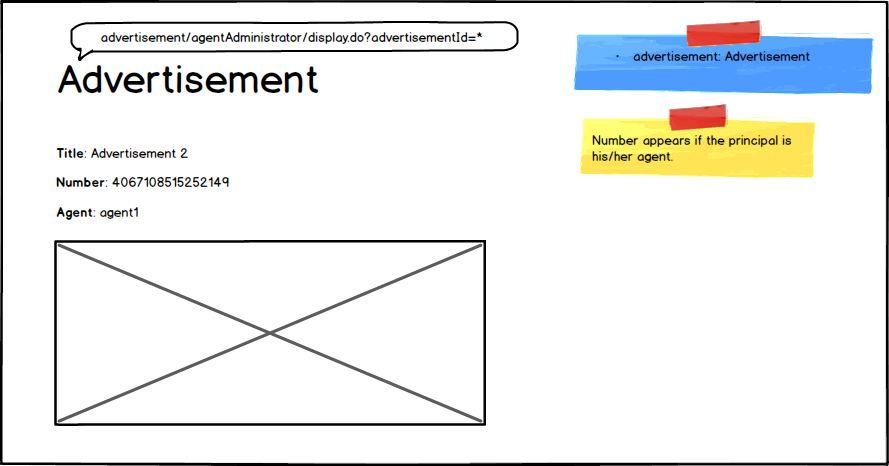 advertisement/agentAdministrator/display.do?advertisementId=*
Advertisement
Title: Advertisement 2
Number: 4067108515252149
Agent: agent1
• advertisement: Advertisement
Number appears if the principal is
his/her agent.